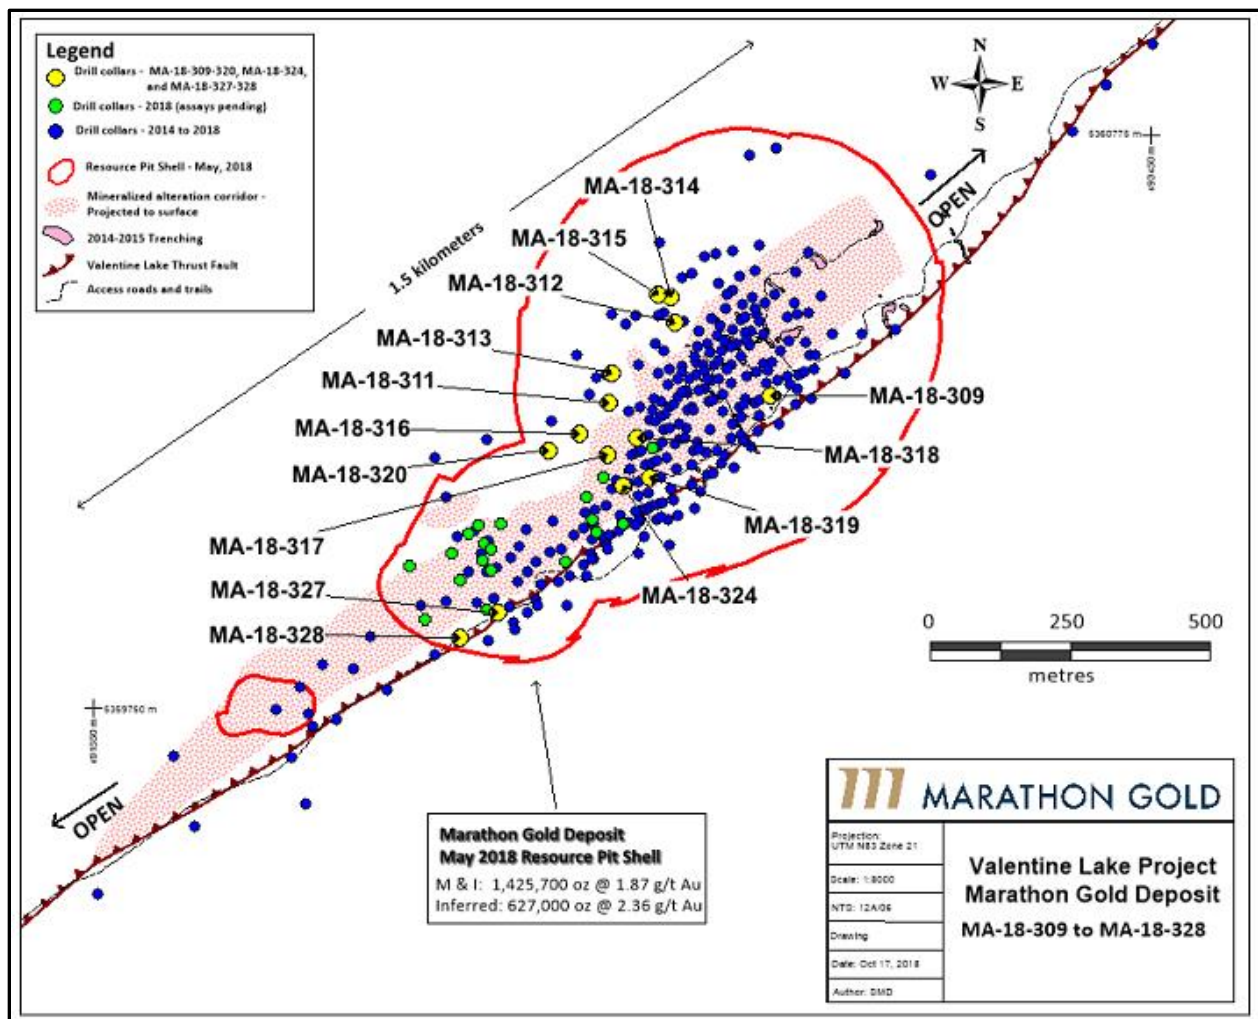 Legend
Drill collars - MA-18-309-320, MA-18-324,
and MA-18-327-328
Drill collars - 2018 (assays pending)
Drill collars - 2014 to 2018
Resource Pit Shell - May, 2018
Mineralized alteration corridor -
Projected to surface
2014-2015 Trenching
Valentine Lake Thrust Fault
Access roads and trails
N
W
E
S
1.5 kilometers
OPEN
MA-18-314
MA-18-315
MA-18-312
MA-18-313
MA-18-311
MA-18-309
MA-18-316
MA-18-320
MA-18-318
MA-18-319
MA-18-317
MA-18-327
MA-18-324
MA-18-328
0 250 500
metres
OPEN
Marathon Gold Deposit
May 2018 Resource Pit Shell
M & I: 1,425,700 oz @ 1.87 g/t Au
Inferred: 627,000 oz @ 2.36 g/t Au
MARATHON GOLD
Projection:
UTM N83 Zone 21
Scale: 1:8000
NTS: 12A/06
Drawing
Date: Oct 17, 2018
Author: DMD
Valentine Lake Project
Marathon Gold Deposit
MA-18-309 to MA-18-328